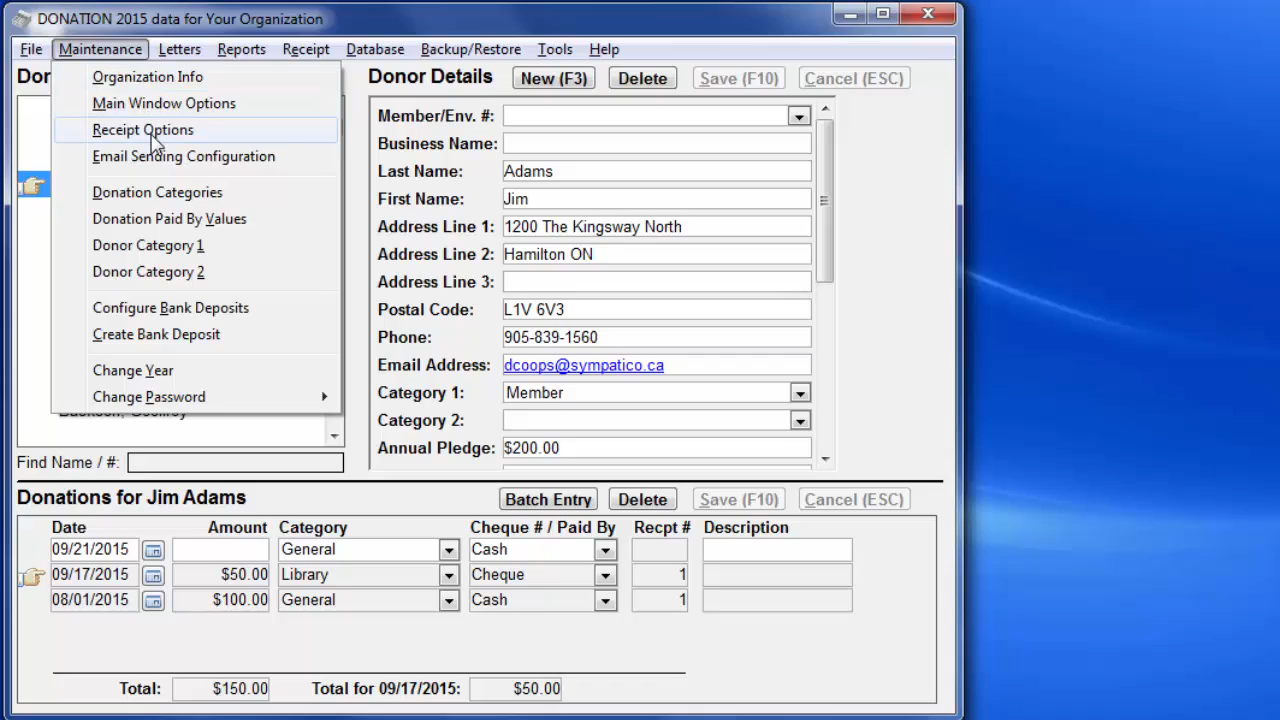 DONATION 2015 data for Your Organization
File Maintenance Letters Reports Receipt Database Backup/Restore Tools Help
Organization Info
Main Window Options
Receipt Options
Email Sending Configuration
Donation Categories
Donation Paid By Values
Donor Category 1
Donor Category 2
Configure Bank Deposits
Create Bank Deposit
Change Year
Change Password
Find Name / #:
Donor Details New (F3) Delete Save (F10) Cancel (ESC)
Member/Env. #:
Business Name:
Last Name: Adams
First Name: Jim
Address Line 1: 1200 The Kingsway North
Address Line 2: Hamilton ON
Address Line 3:
Postal Code: L1V 6V3
Phone: 905-839-1560
Email Address: dcoops@sympatico.ca
Category 1: Member
Category 2:
Annual Pledge: $200.00
Donations for Jim Adams Batch Entry Delete Save (F10) Cancel (ESC)
Date Amount Category Cheque # / Paid By Recpt # Description
09/21/2015 General Cash
09/17/2015 $50.00 Library Cheque 1
08/01/2015 $100.00 General Cash 1
Total: $150.00 Total for 09/17/2015: $50.00